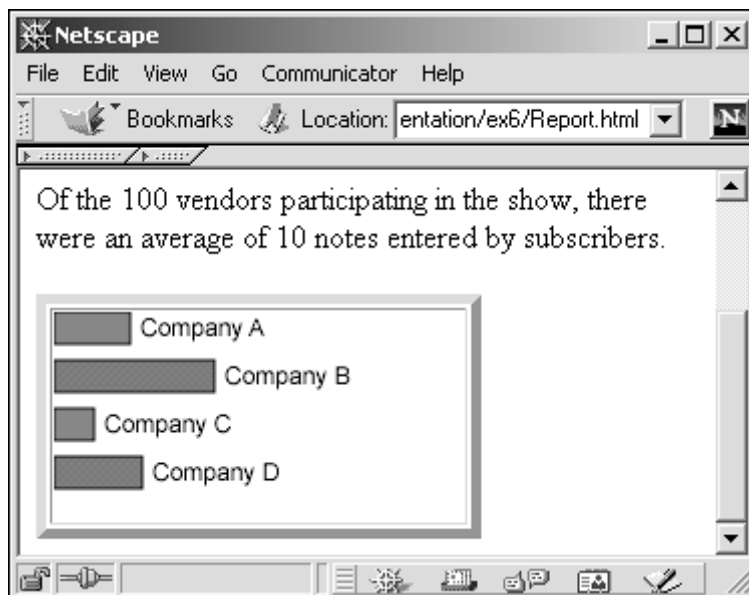 Netscape
File Edit View Go Communicator Help
Bookmarks Location: entation/ex6/Report.html N
Of the 100 vendors participating in the show, there
were an average of 10 notes entered by subscribers.
Company A
Company B
Company C
Company D